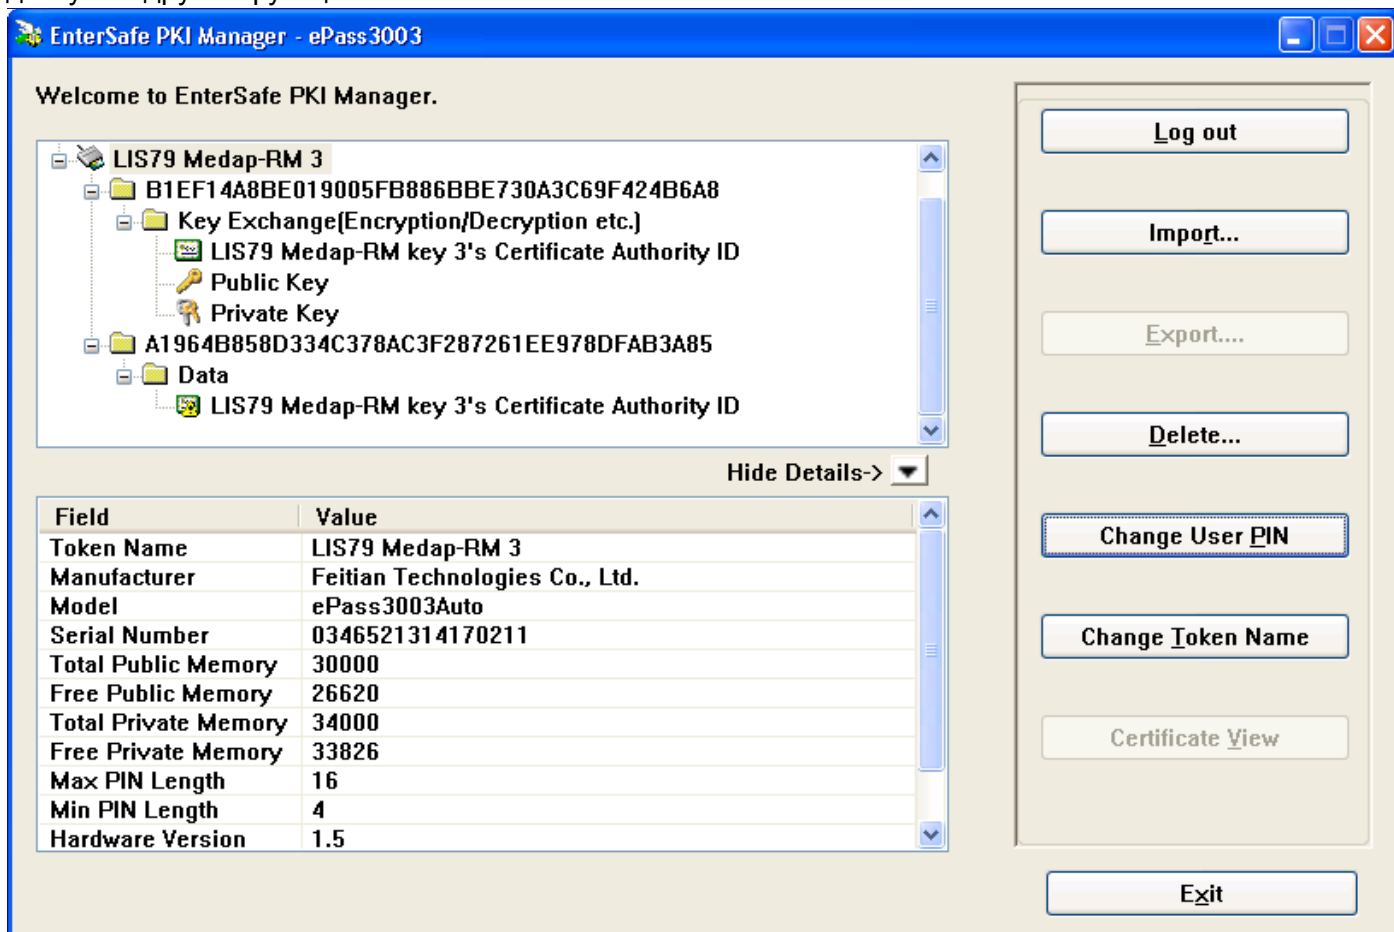 EnterSafe PKI Manager - ePass3003
Welcome to EnterSafe PKI Manager.
LIS79 Medap-RM 3
B1EF14A8BE019005FB886BBE730A3C69F424B6A8
Key Exchange(Encryption/Decryption etc.)
LIS79 Medap-RM key 3's Certificate Authority ID
Public Key
Private Key
A1964B858D334C378AC3F287261EE978DFAB3A85
Data
LIS79 Medap-RM key 3's Certificate Authority ID
Hide Details->
Field Value
Token Name LIS79 Medap-RM 3
Manufacturer Feitian Technologies Co., Ltd.
Model ePass3003Auto
Serial Number 0346521314170211
Total Public Memory 30000
Free Public Memory 26620
Total Private Memory 34000
Free Private Memory 33826
Max PIN Length 16
Min PIN Length 4
Hardware Version 1.5
Log out
Import...
Export....
Delete...
Change User PIN
Change Token Name
Certificate View
Exit